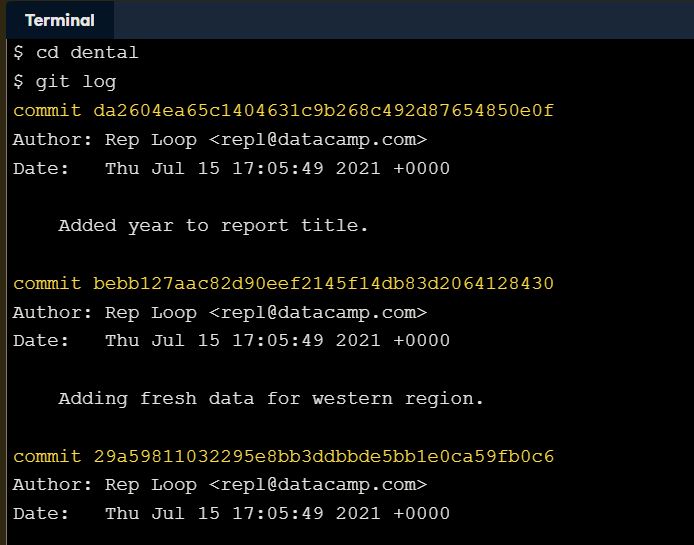 Terminal
$ cd dental
$ git log
commit da2604ea65c1404631c9b268c492d87654850e0f
Author: Rep Loop <repl@datacamp.com>
Date:   Thu Jul 15 17:05:49 2021 +0000
    Added year to report title.
commit bebb127aac82d90eef2145f14db83d2064128430
Author: Rep Loop <repl@datacamp.com>
Date:   Thu Jul 15 17:05:49 2021 +0000
    Adding fresh data for western region.
commit 29a59811032295e8bb3ddbbde5bb1e0ca59fb0c6
Author: Rep Loop <repl@datacamp.com>
Date:   Thu Jul 15 17:05:49 2021 +0000